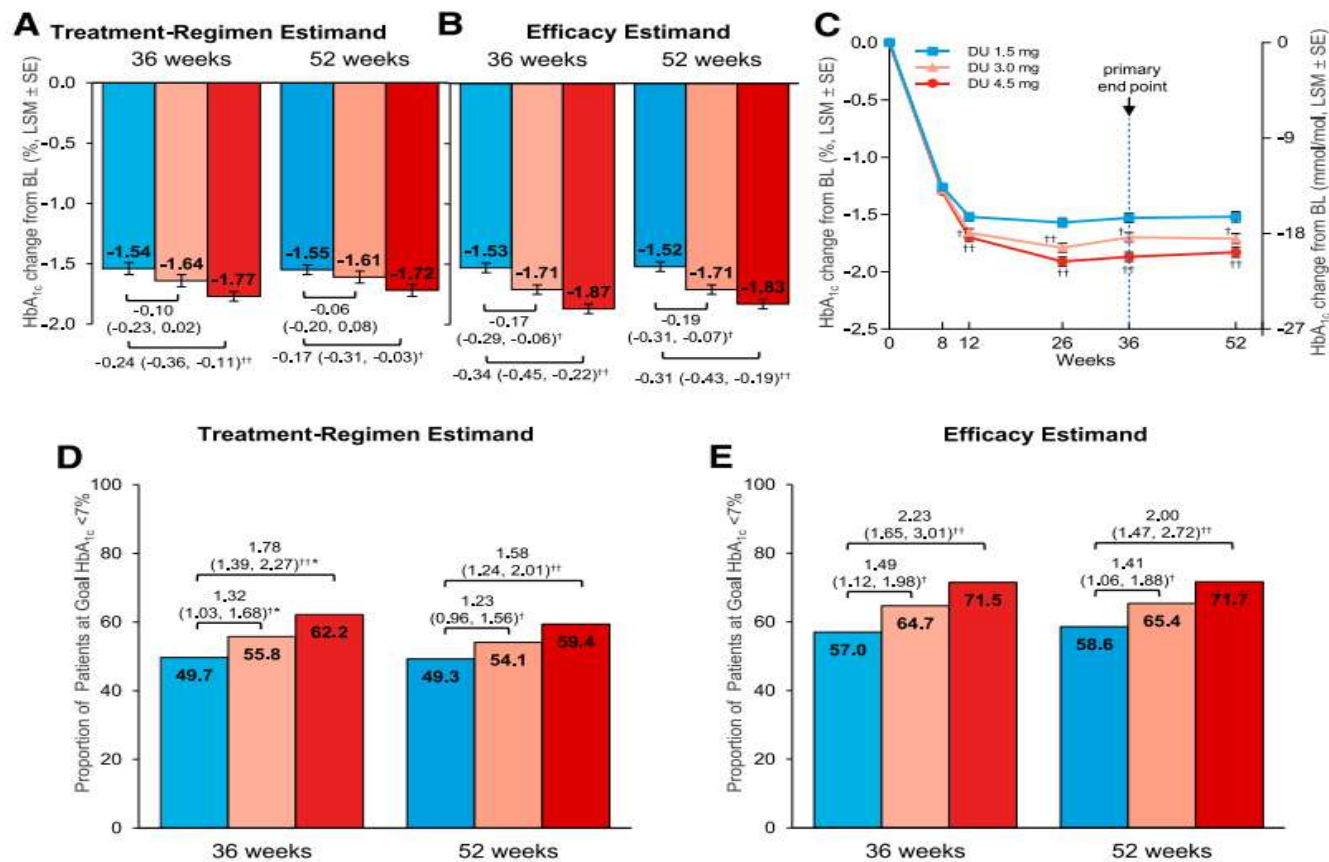 A Treatment-Regimen Estimand
36 weeks 52 weeks
HbA1c change from BL (%, LSM ± SE)
0.0
-0.5
-1.0
-1.5
-2.0
-1.54
-1.64
-1.77
-1.55
-1.61
-1.72
-0.10
(-0.23, 0.02)
-0.24 (-0.36, -0.11)††
-0.06
(-0.20, 0.08)
-0.17 (-0.31, -0.03)†
B Efficacy Estimand
36 weeks 52 weeks
-1.53
-1.71
-1.87
-1.52
-1.71
-1.83
-0.17
(-0.29, -0.06)†
-0.34 (-0.45, -0.22)††
-0.19
(-0.31, -0.07)†
-0.31 (-0.43, -0.19)††
C
HbA1c change from BL (%, LSM ± SE)
0.0
-0.5
-1.0
-1.5
-2.0
-2.5
DU 1.5 mg
DU 3.0 mg
DU 4.5 mg
primary
end point
† †† † †
†† †† †† ††
0 8 12 26 36 52
Weeks
0
-9
-18
-27
HbA1c change from BL (mmol/mol, LSM ± SE)
Treatment-Regimen Estimand
D
Proportion of Patients at Goal HbA1c <7%
100
80
60
40
20
0
1.78
(1.39, 2.27)††*
1.32
(1.03, 1.68)†*
49.7
55.8
62.2
1.58
(1.24, 2.01)††
1.23
(0.96, 1.56)†
49.3
54.1
59.4
36 weeks 52 weeks
Efficacy Estimand
E
Proportion of Patients at Goal HbA1c <7%
100
80
60
40
20
0
2.23
(1.65, 3.01)††
1.49
(1.12, 1.98)†
57.0
64.7
71.5
2.00
(1.47, 2.72)††
1.41
(1.06, 1.88)†
58.6
65.4
71.7
36 weeks 52 weeks